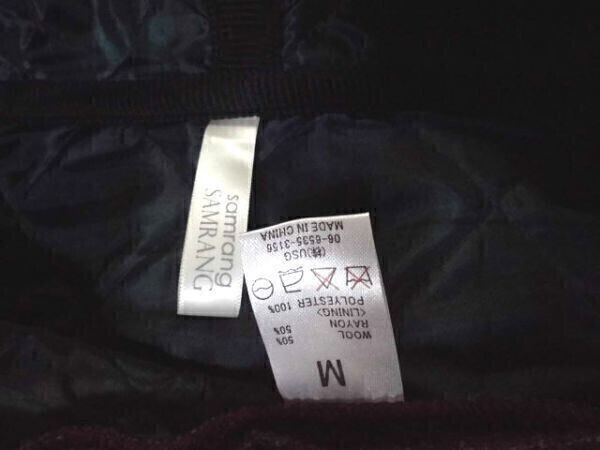 samrang
SAMRANG
M
WOOL 50%
RAYON 50%
<LINING>
POLYESTER 100%
(株)USG
06-6535-3156
MADE IN CHINA